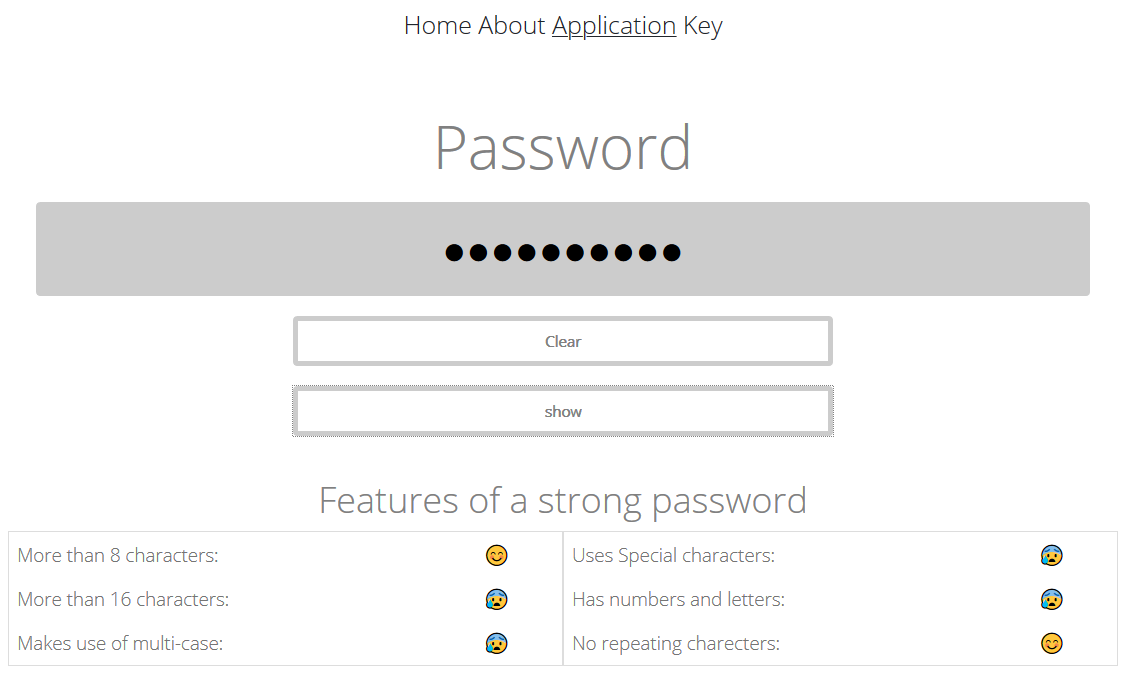 Home About Application Key
Password
●●●●●●●●●●
Clear
show
Features of a strong password
More than 8 characters: 😊
Uses Special characters: 😰
More than 16 characters: 😰
Has numbers and letters: 😰
Makes use of multi-case: 😰
No repeating charecters: 😊